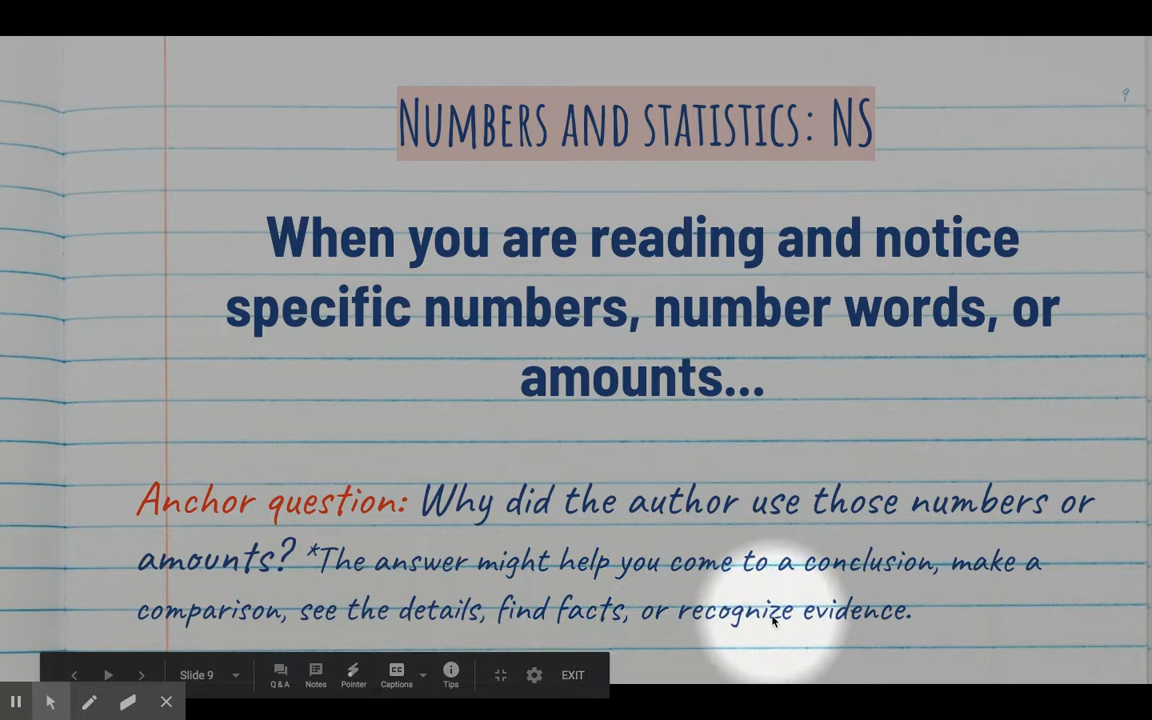 9
Numbers and statistics: NS
When you are reading and notice
specific numbers, number words, or
amounts...
Anchor question: Why did the author use those numbers or
amounts? *The answer might help you come to a conclusion, make a
comparison, see the details, find facts, or recognize evidence.
Slide 9
Q & A
Notes
Pointer
Captions
Tips
EXIT